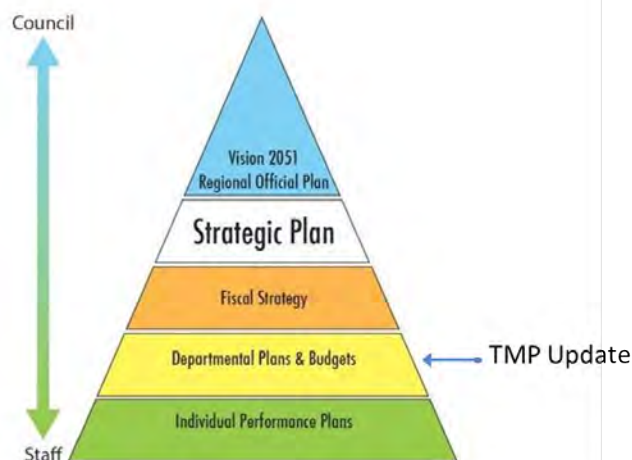 Council
Vision 2051
Regional Official Plan
Strategic Plan
Fiscal Strategy
Departmental Plans & Budgets
TMP Update
Individual Performance Plans
Staff